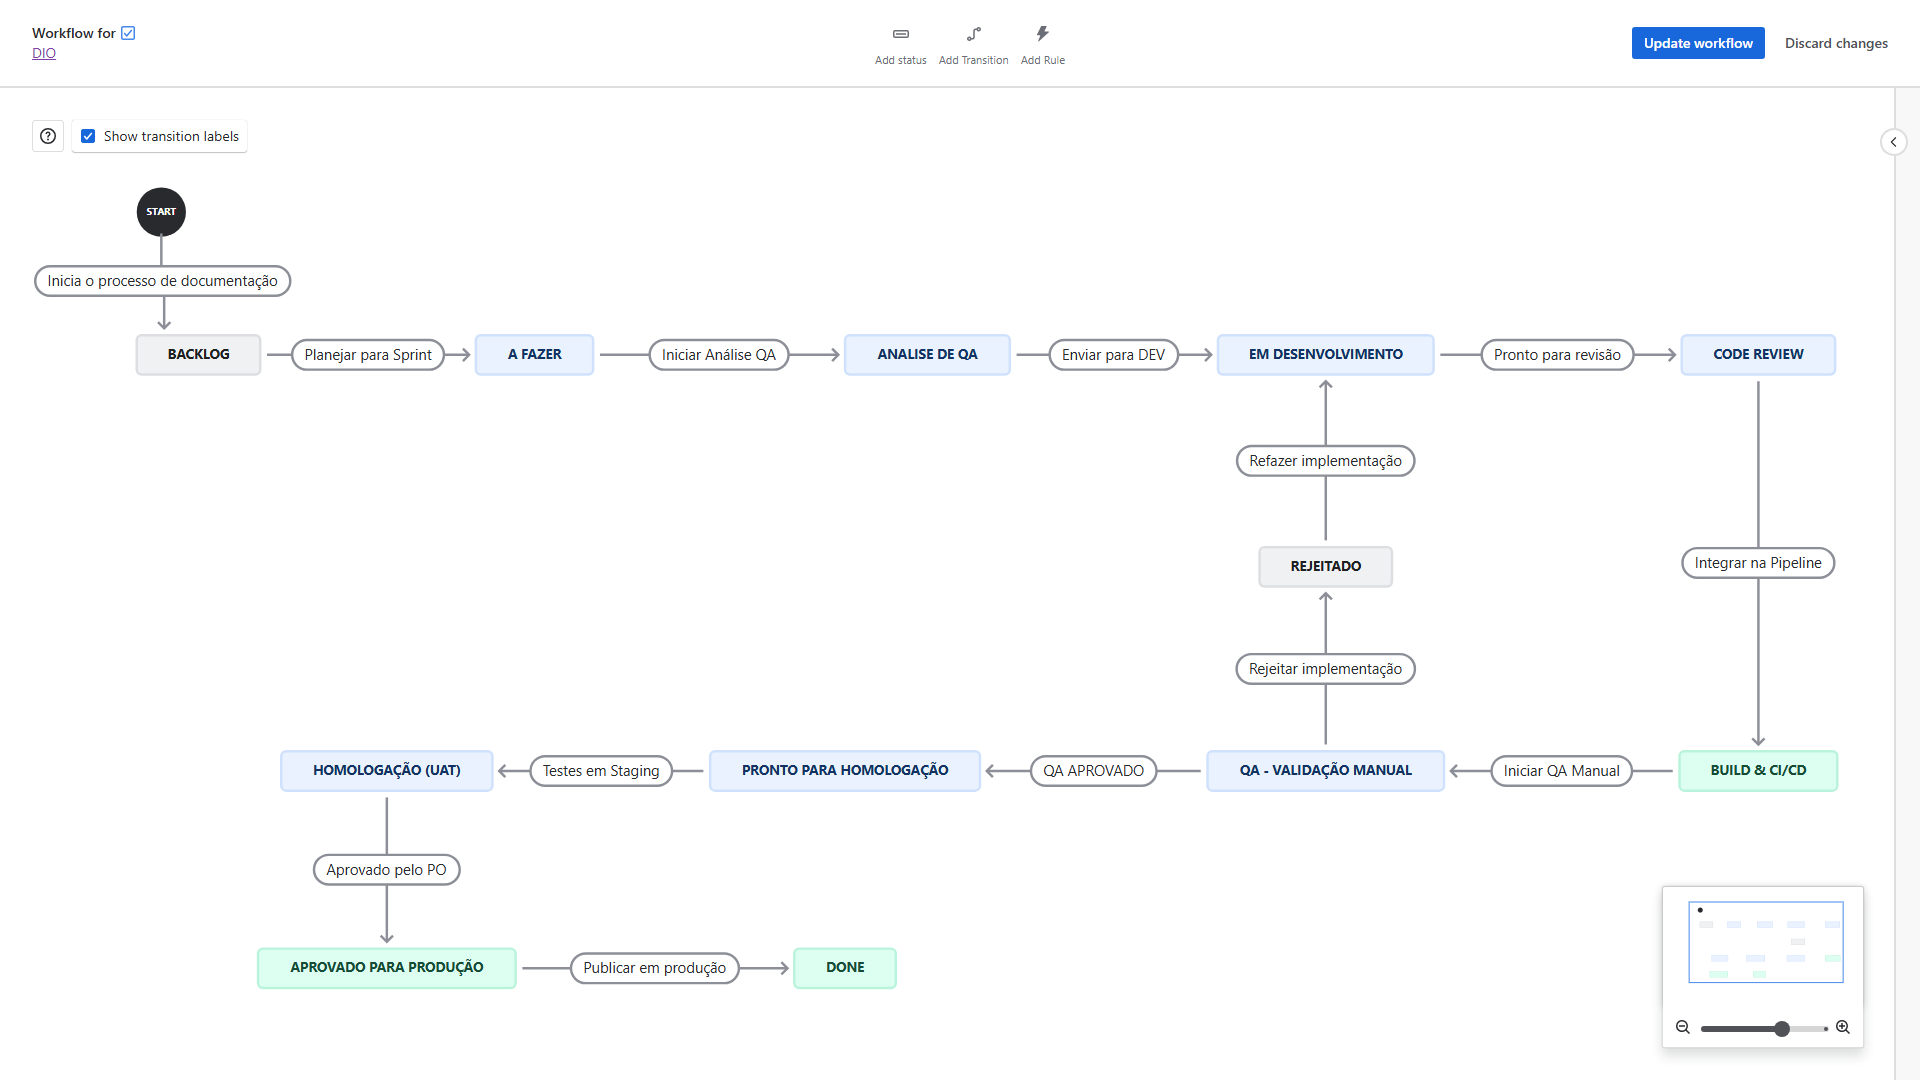 Workflow for
DIO
Add status
Add Transition
Add Rule
Update workflow
Discard changes
Show transition labels
START
Inicia o processo de documentação
BACKLOG
Planejar para Sprint
A FAZER
Iniciar Análise QA
ANALISE DE QA
Enviar para DEV
EM DESENVOLVIMENTO
Pronto para revisão
CODE REVIEW
Refazer implementação
REJEITADO
Integrar na Pipeline
Rejeitar implementação
HOMOLOGAÇÃO (UAT)
Testes em Staging
PRONTO PARA HOMOLOGAÇÃO
QA APROVADO
QA - VALIDAÇÃO MANUAL
Iniciar QA Manual
BUILD & CI/CD
Aprovado pelo PO
APROVADO PARA PRODUÇÃO
Publicar em produção
DONE